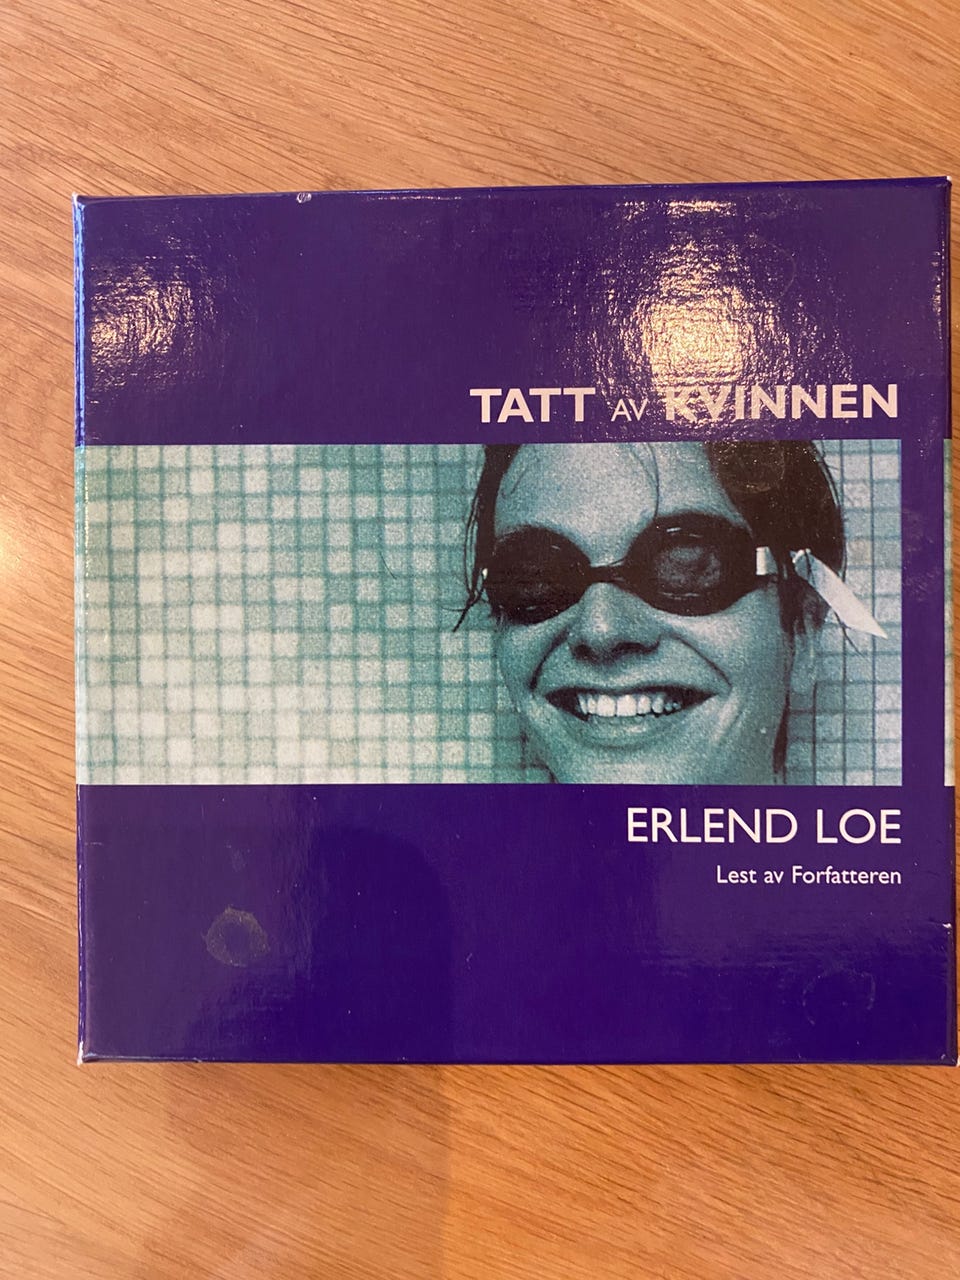 TATT AV KVINNEN
ERLEND LOE
Lest av Forfatteren